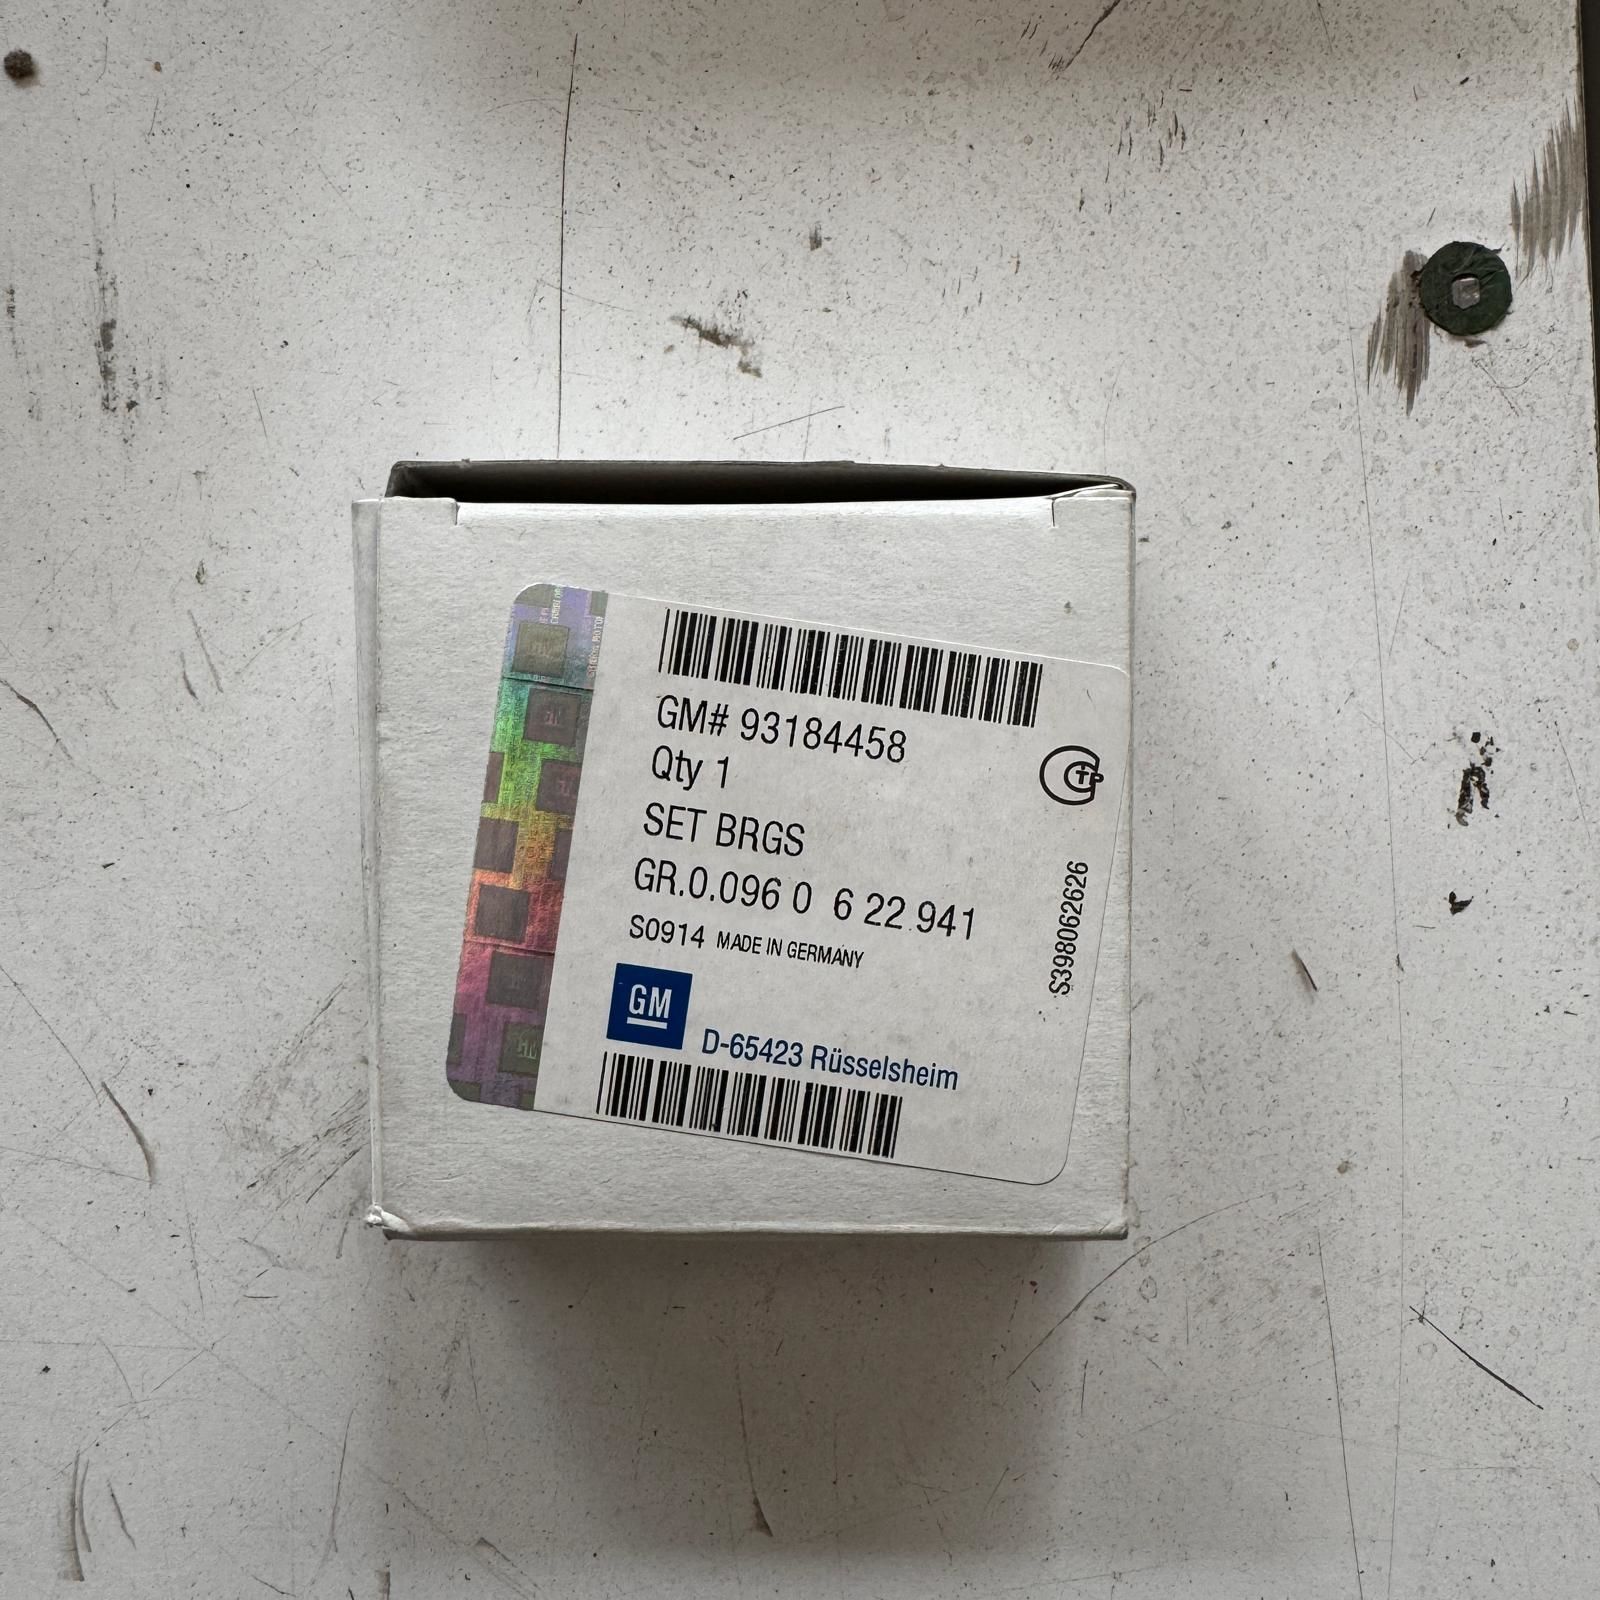 GM# 93184458
Qty 1
SET BRGS
GR.0.096 0 6 22 941
S0914 MADE IN GERMANY
GM
D-65423 Rüsselsheim
S398062626